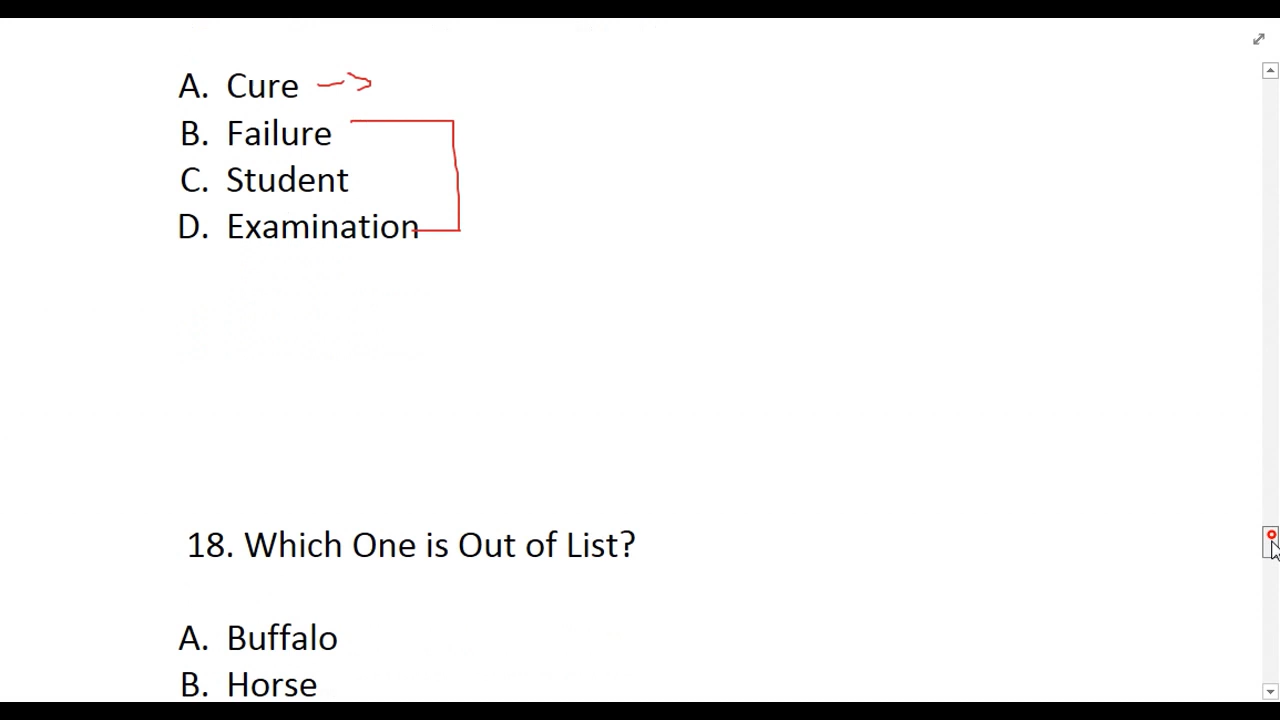 A. Cure
B. Failure
C. Student
D. Examination
18. Which One is Out of List?
A. Buffalo
B. Horse